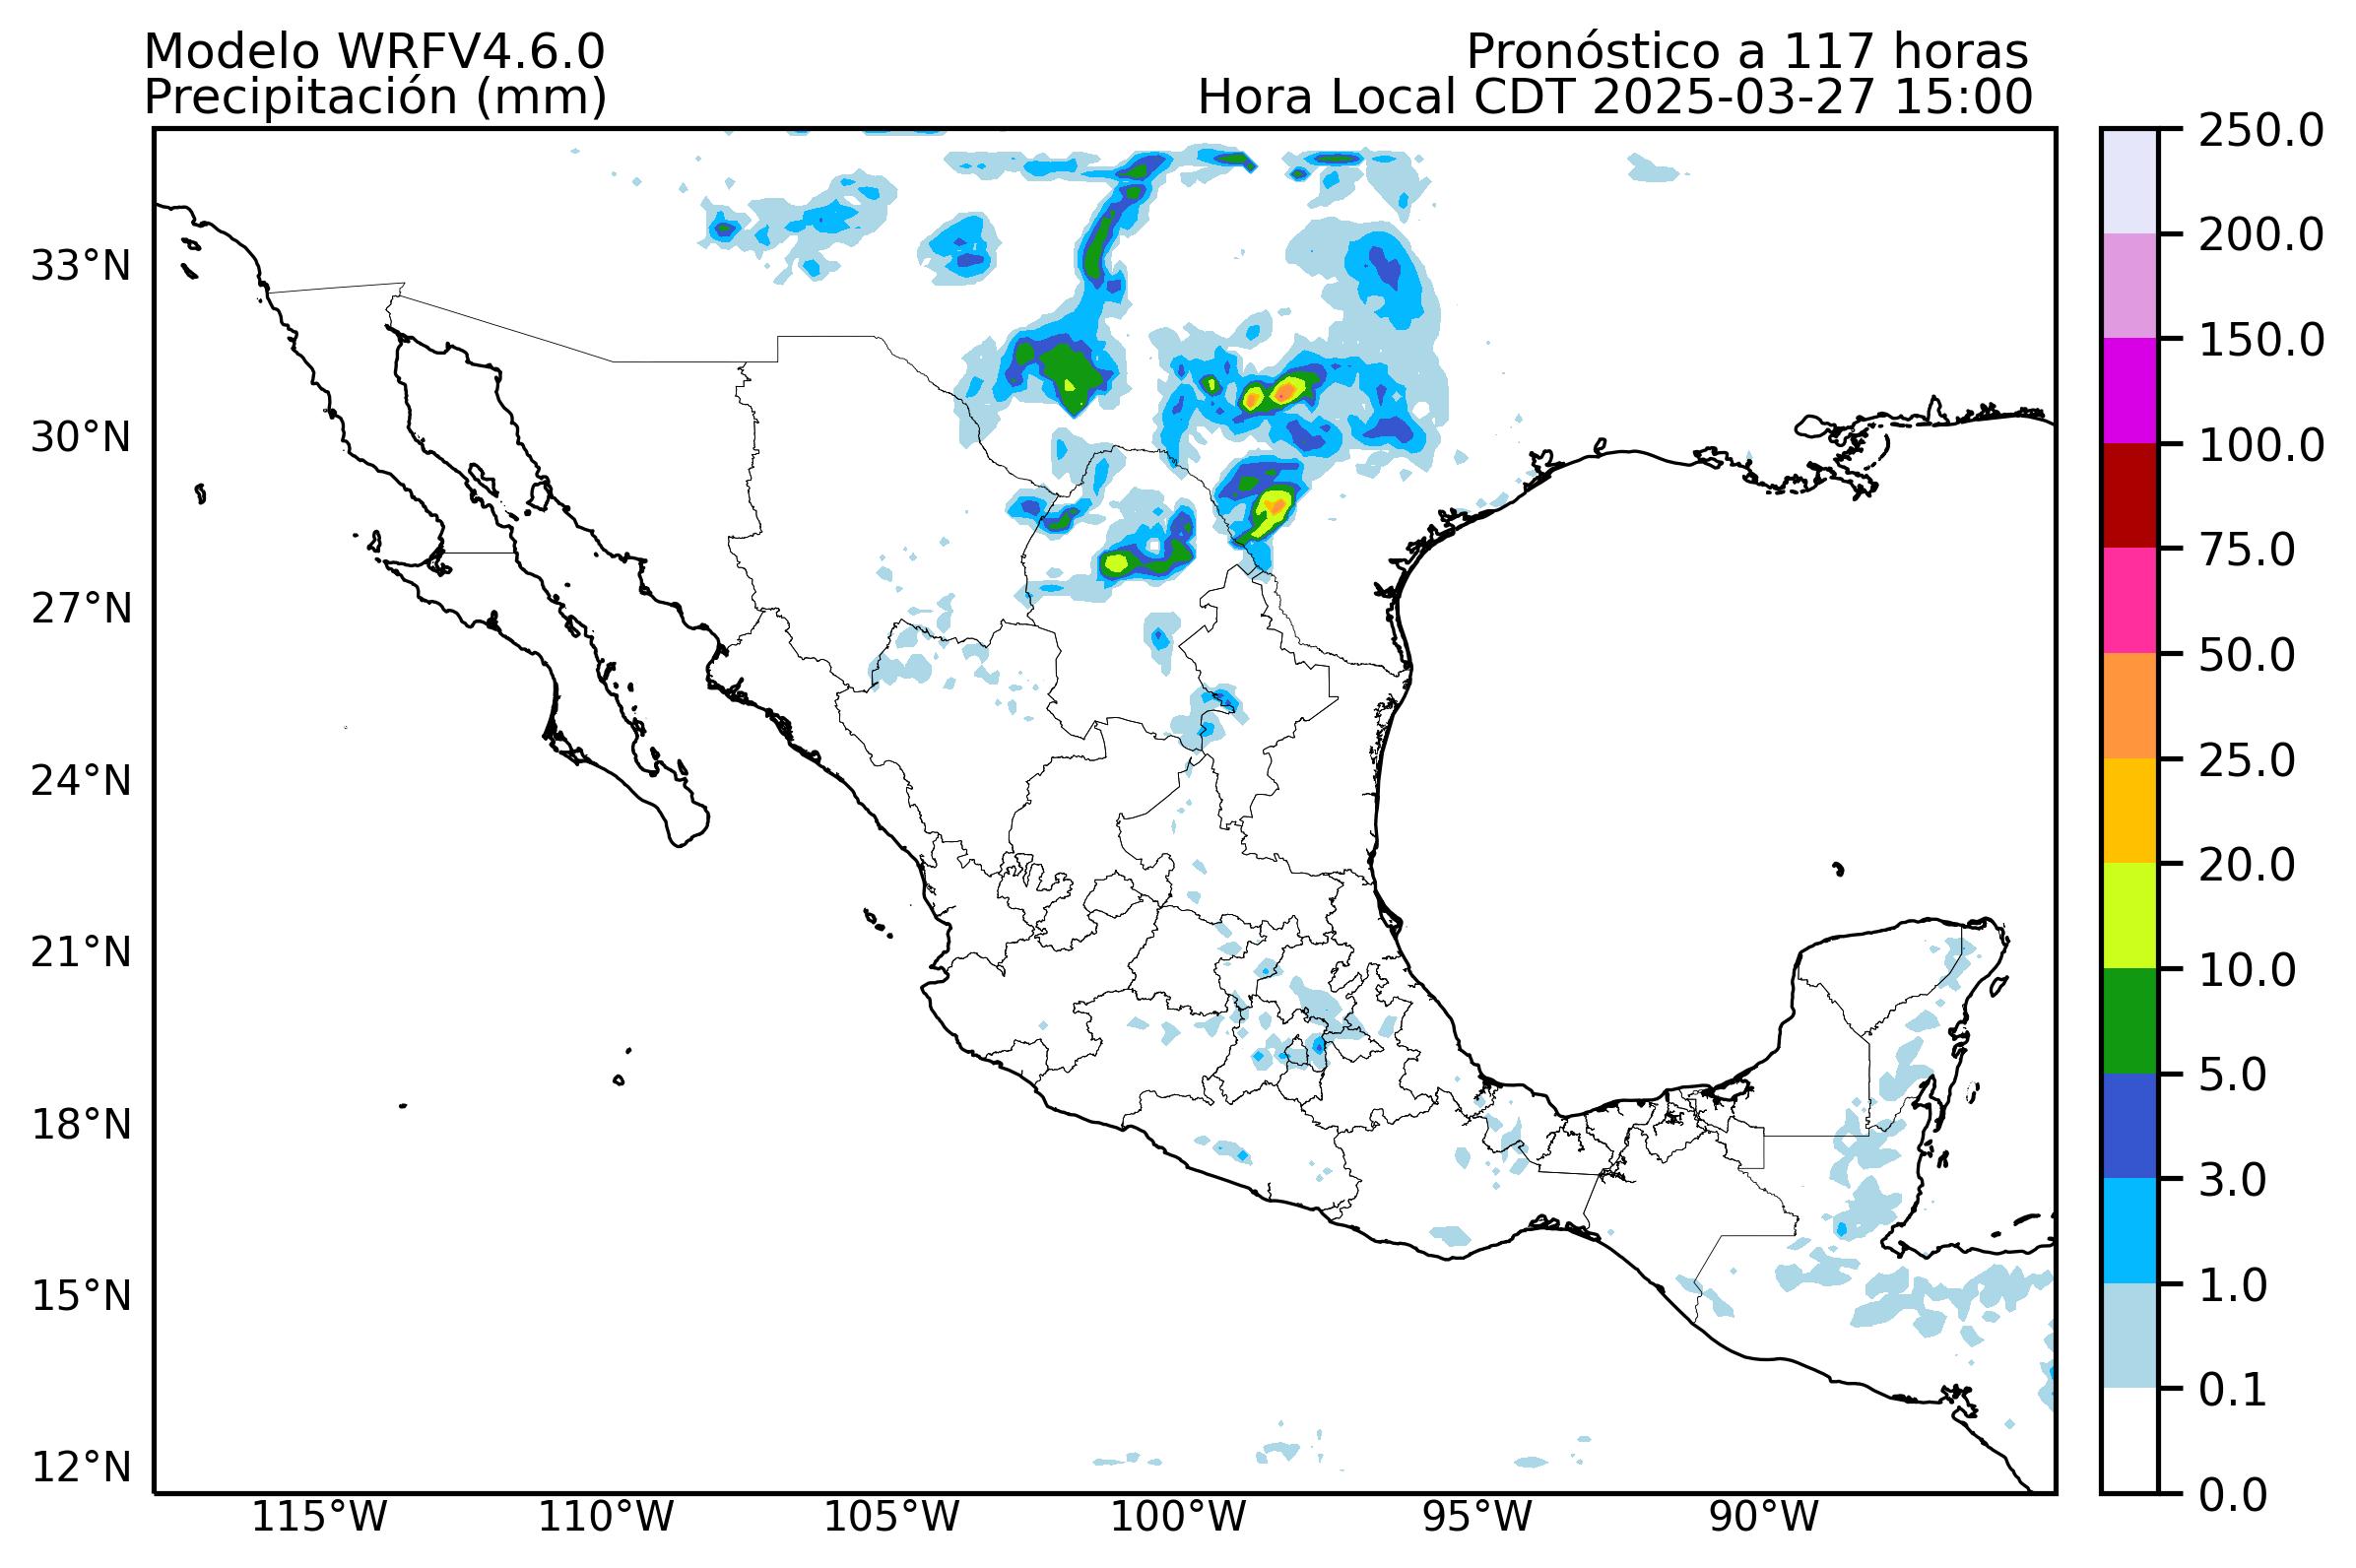 Modelo WRFV4.6.0
Pronóstico a 117 horas
Precipitación (mm)
Hora Local CDT 2025-03-27 15:00
33°N
30°N
27°N
24°N
21°N
18°N
15°N
12°N
115°W
110°W
105°W
100°W
95°W
90°W
250.0
200.0
150.0
100.0
75.0
50.0
25.0
20.0
10.0
5.0
3.0
1.0
0.1
0.0